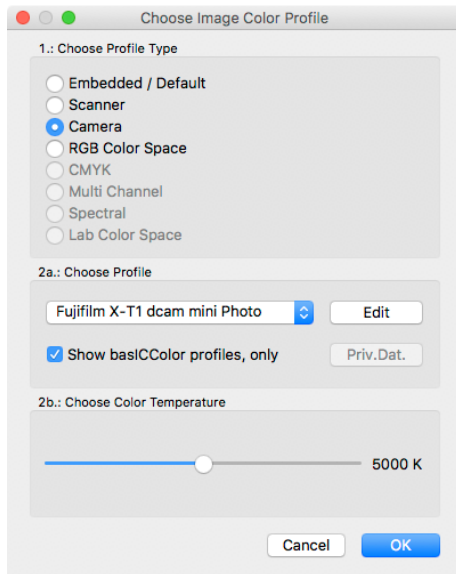 Choose Image Color Profile
1.: Choose Profile Type
Embedded / Default
Scanner
Camera
RGB Color Space
CMYK
Multi Channel
Spectral
Lab Color Space
2a.: Choose Profile
Fujifilm X-T1 dcam mini Photo
Edit
Show basICColor profiles, only
Priv.Dat.
2b.: Choose Color Temperature
5000 K
Cancel
OK